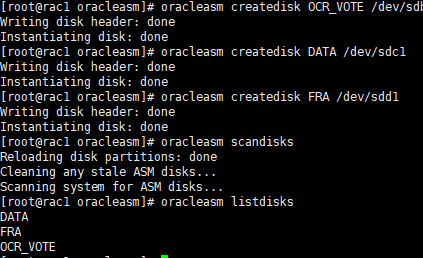 [root@rac1 oracleasm]# oracleasm createdisk OCR_VOTE /dev/sdb
Writing disk header: done
Instantiating disk: done
[root@rac1 oracleasm]# oracleasm createdisk DATA /dev/sdc1
Writing disk header: done
Instantiating disk: done
[root@rac1 oracleasm]# oracleasm createdisk FRA /dev/sdd1
Writing disk header: done
Instantiating disk: done
[root@rac1 oracleasm]# oracleasm scandisks
Reloading disk partitions: done
Cleaning any stale ASM disks...
Scanning system for ASM disks...
[root@rac1 oracleasm]# oracleasm listdisks
DATA
FRA
OCR_VOTE